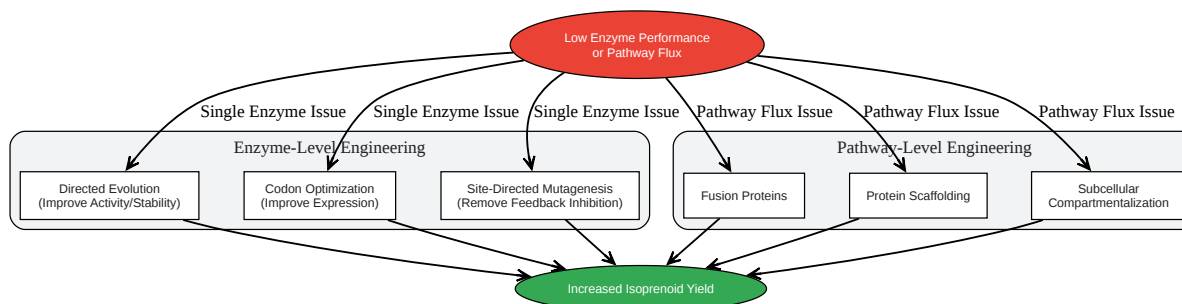 Low Enzyme Performance
or Pathway Flux
Single Enzyme Issue
Single Enzyme Issue
Single Enzyme Issue
Pathway Flux Issue
Pathway Flux Issue
Pathway Flux Issue
Enzyme-Level Engineering
Pathway-Level Engineering
Directed Evolution
(Improve Activity/Stability)
Codon Optimization
(Improve Expression)
Site-Directed Mutagenesis
(Remove Feedback Inhibition)
Fusion Proteins
Protein Scaffolding
Subcellular
Compartmentalization
Increased Isoprenoid Yield